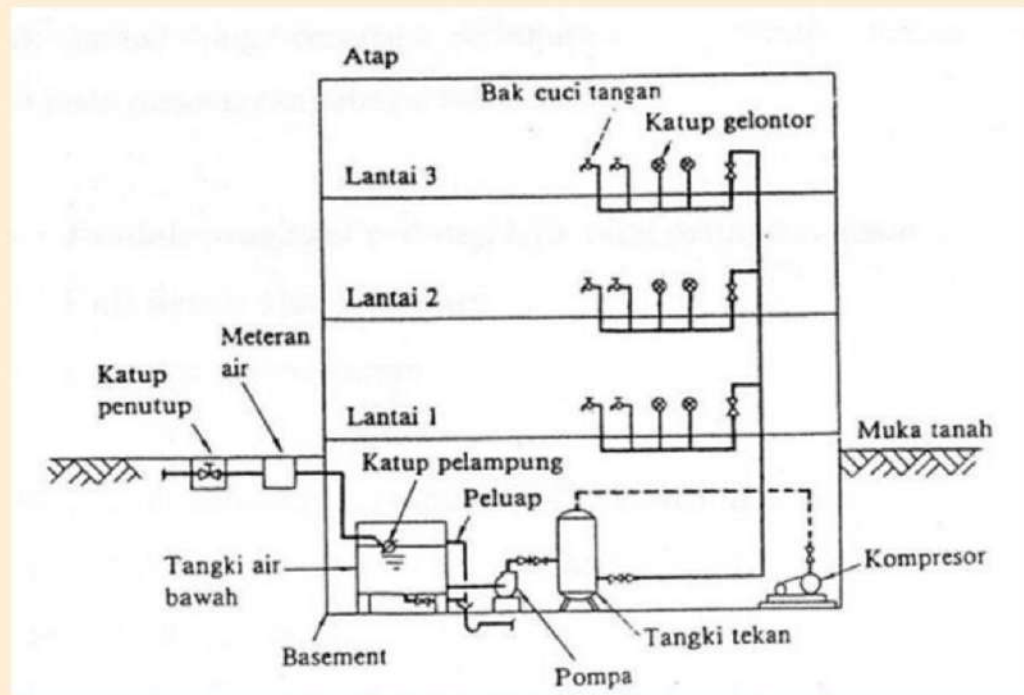 Atap
Bak cuci tangan
Katup gelontor
Lantai 3
Lantai 2
Meteran
air
Katup
penutup
Lantai 1
Muka tanah
Katup pelampung
Peluap
Tangki air
bawah
Kompresor
Basement
Tangki tekan
Pompa